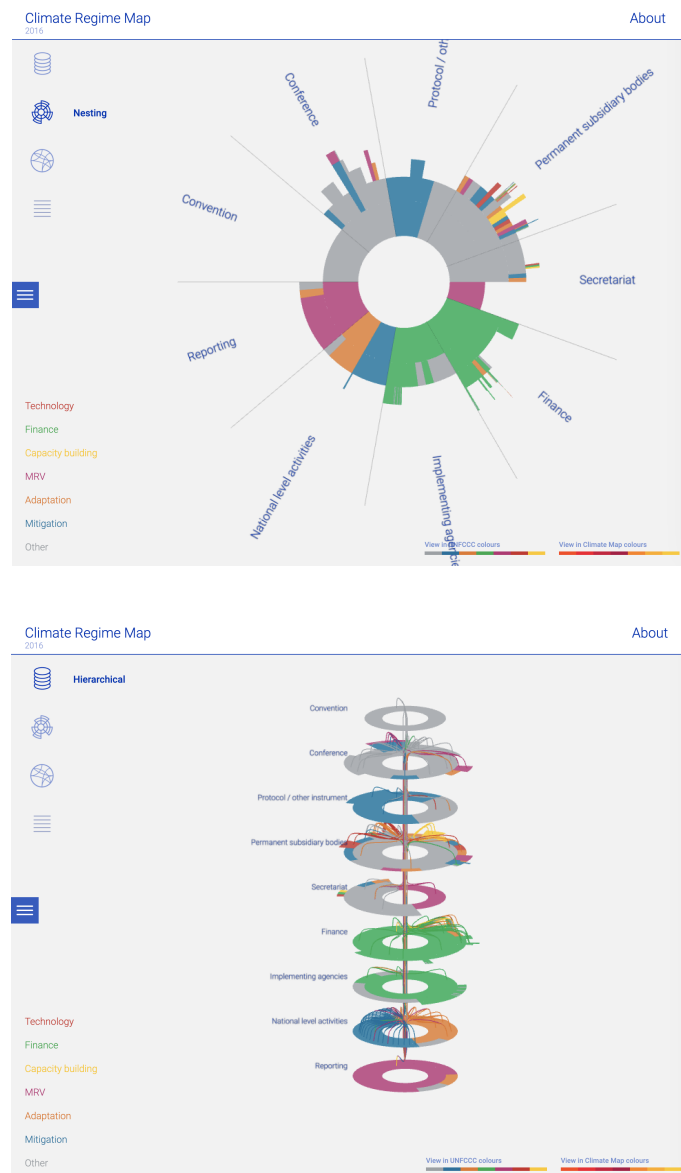 Climate Regime Map
About
2016
Nesting
Conference
Protocol / oth
Permanent subsidiary bodies
Convention
Secretariat
Reporting
Finance
National level activities
Implementing agencies
Technology
Finance
Capacity building
MRV
Adaptation
Mitigation
Other
View in UNFCCC colours
View in Climate Map colours
Climate Regime Map
About
2016
Hierarchical
Convention
Conference
Protocol / other instrument
Permanent subsidiary bodies
Secretariat
Finance
Implementing agencies
National level activities
Reporting
Technology
Finance
Capacity building
MRV
Adaptation
Mitigation
Other
View in UNFCCC colours
View in Climate Map colours